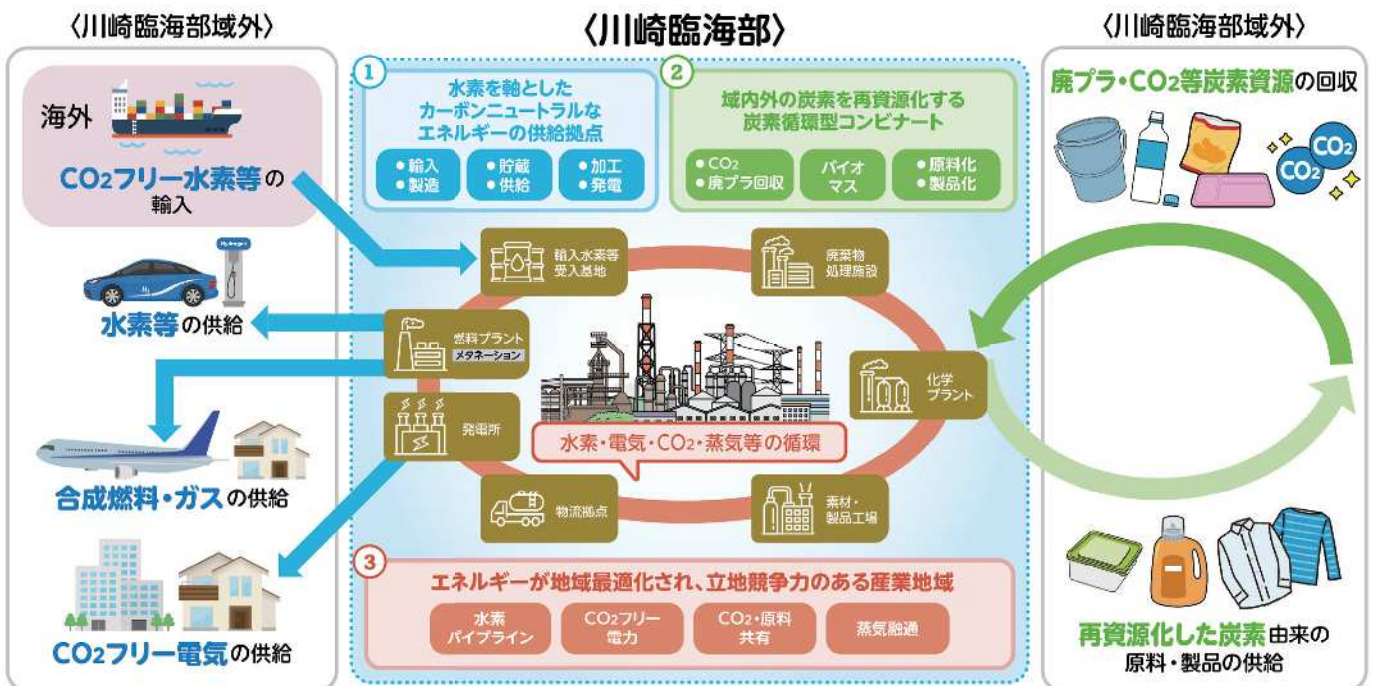 〈川崎臨海部域外〉
海外
CO2フリー水素等の
輸入
Hydrogen
H2
水素等の供給
合成燃料・ガスの供給
CO2フリー電気の供給
〈川崎臨海部〉
1
水素を軸とした
カーボンニュートラルな
エネルギーの供給拠点
●輸入
●製造
●貯蔵
●供給
●加工
●発電
2
域内外の炭素を再資源化する
炭素循環型コンビナート
●CO2
●廃プラ回収
バイオ
マス
●原料化
●製品化
輸入水素等
受入基地
廃棄物
処理施設
燃料プラント
メタネーション
化学
プラント
発電所
水素・電気・CO2・蒸気等の循環
物流拠点
素材・
製品工場
3
エネルギーが地域最適化され、立地競争力のある産業地域
水素
パイプライン
CO2フリー
電力
CO2・原料
共有
蒸気融通
〈川崎臨海部域外〉
廃プラ・CO2等炭素資源の回収
CO2
CO2
再資源化した炭素由来の
原料・製品の供給